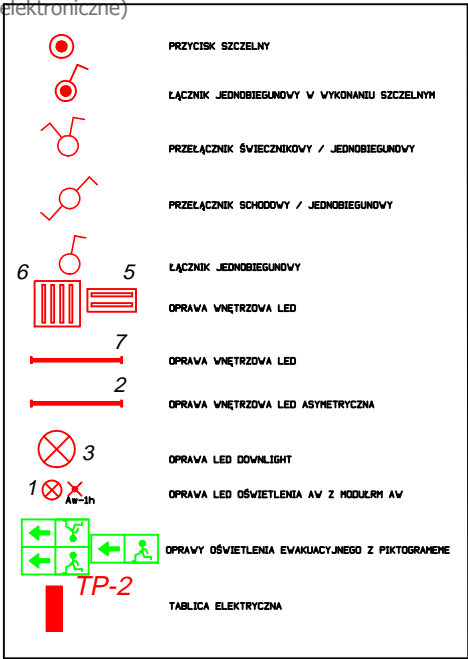 elektroniczne)
PRZYCISK SZCZELNY
ŁĄCZNIK JEDNOBIEGUNOWY W WYKONANIU SZCZELNYM
PRZEŁĄCZNIK ŚWIECZNIKOWY / JEDNOBIEGUNOWY
PRZEŁĄCZNIK SCHODOWY / JEDNOBIEGUNOWY
ŁĄCZNIK JEDNOBIEGUNOWY
6 5
OPRAWA WNĘTRZOWA LED
7
OPRAWA WNĘTRZOWA LED
2
OPRAWA WNĘTRZOWA LED ASYMETRYCZNA
3
OPRAWA LED DOWNLIGHT
1 Aw-1h OPRAWA LED OŚWIETLENIA AW Z MODUŁRM AW
OPRAWY OŚWIETLENIA EWAKUACYJNEGO Z PIKTOGRAMEME
TP-2
TABLICA ELEKTRYCZNA